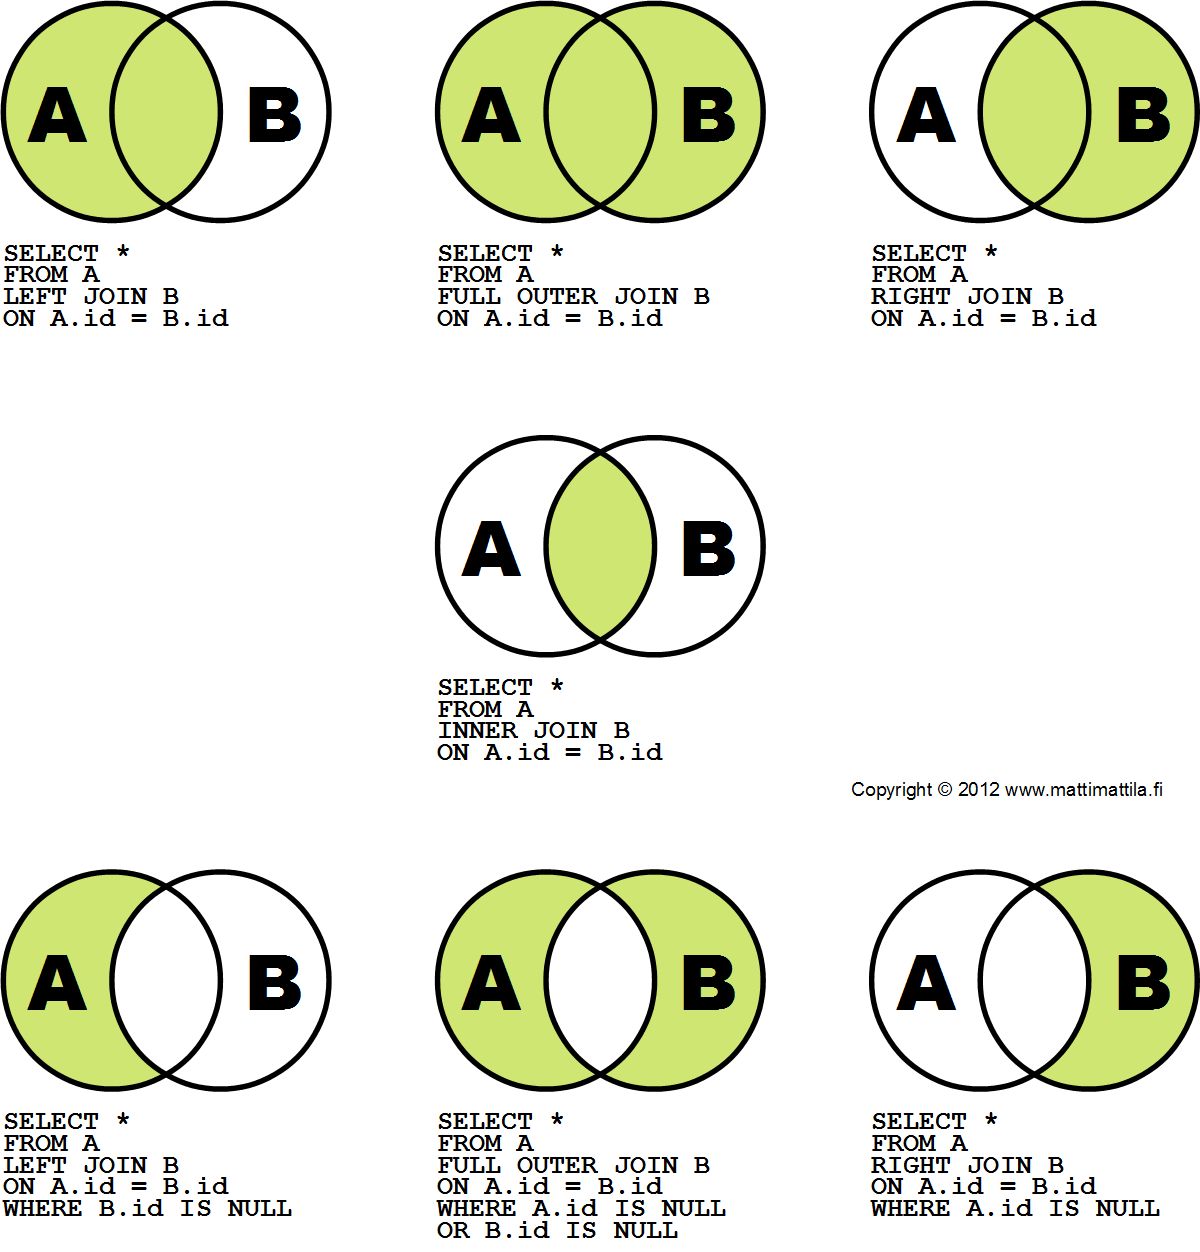 A B
SELECT *
FROM A
LEFT JOIN B
ON A.id = B.id
A B
SELECT *
FROM A
FULL OUTER JOIN B
ON A.id = B.id
A B
SELECT *
FROM A
RIGHT JOIN B
ON A.id = B.id
A B
SELECT *
FROM A
INNER JOIN B
ON A.id = B.id
Copyright © 2012 www.mattimattila.fi
A B
SELECT *
FROM A
LEFT JOIN B
ON A.id = B.id
WHERE B.id IS NULL
A B
SELECT *
FROM A
FULL OUTER JOIN B
ON A.id = B.id
WHERE A.id IS NULL
OR B.id IS NULL
A B
SELECT *
FROM A
RIGHT JOIN B
ON A.id = B.id
WHERE A.id IS NULL